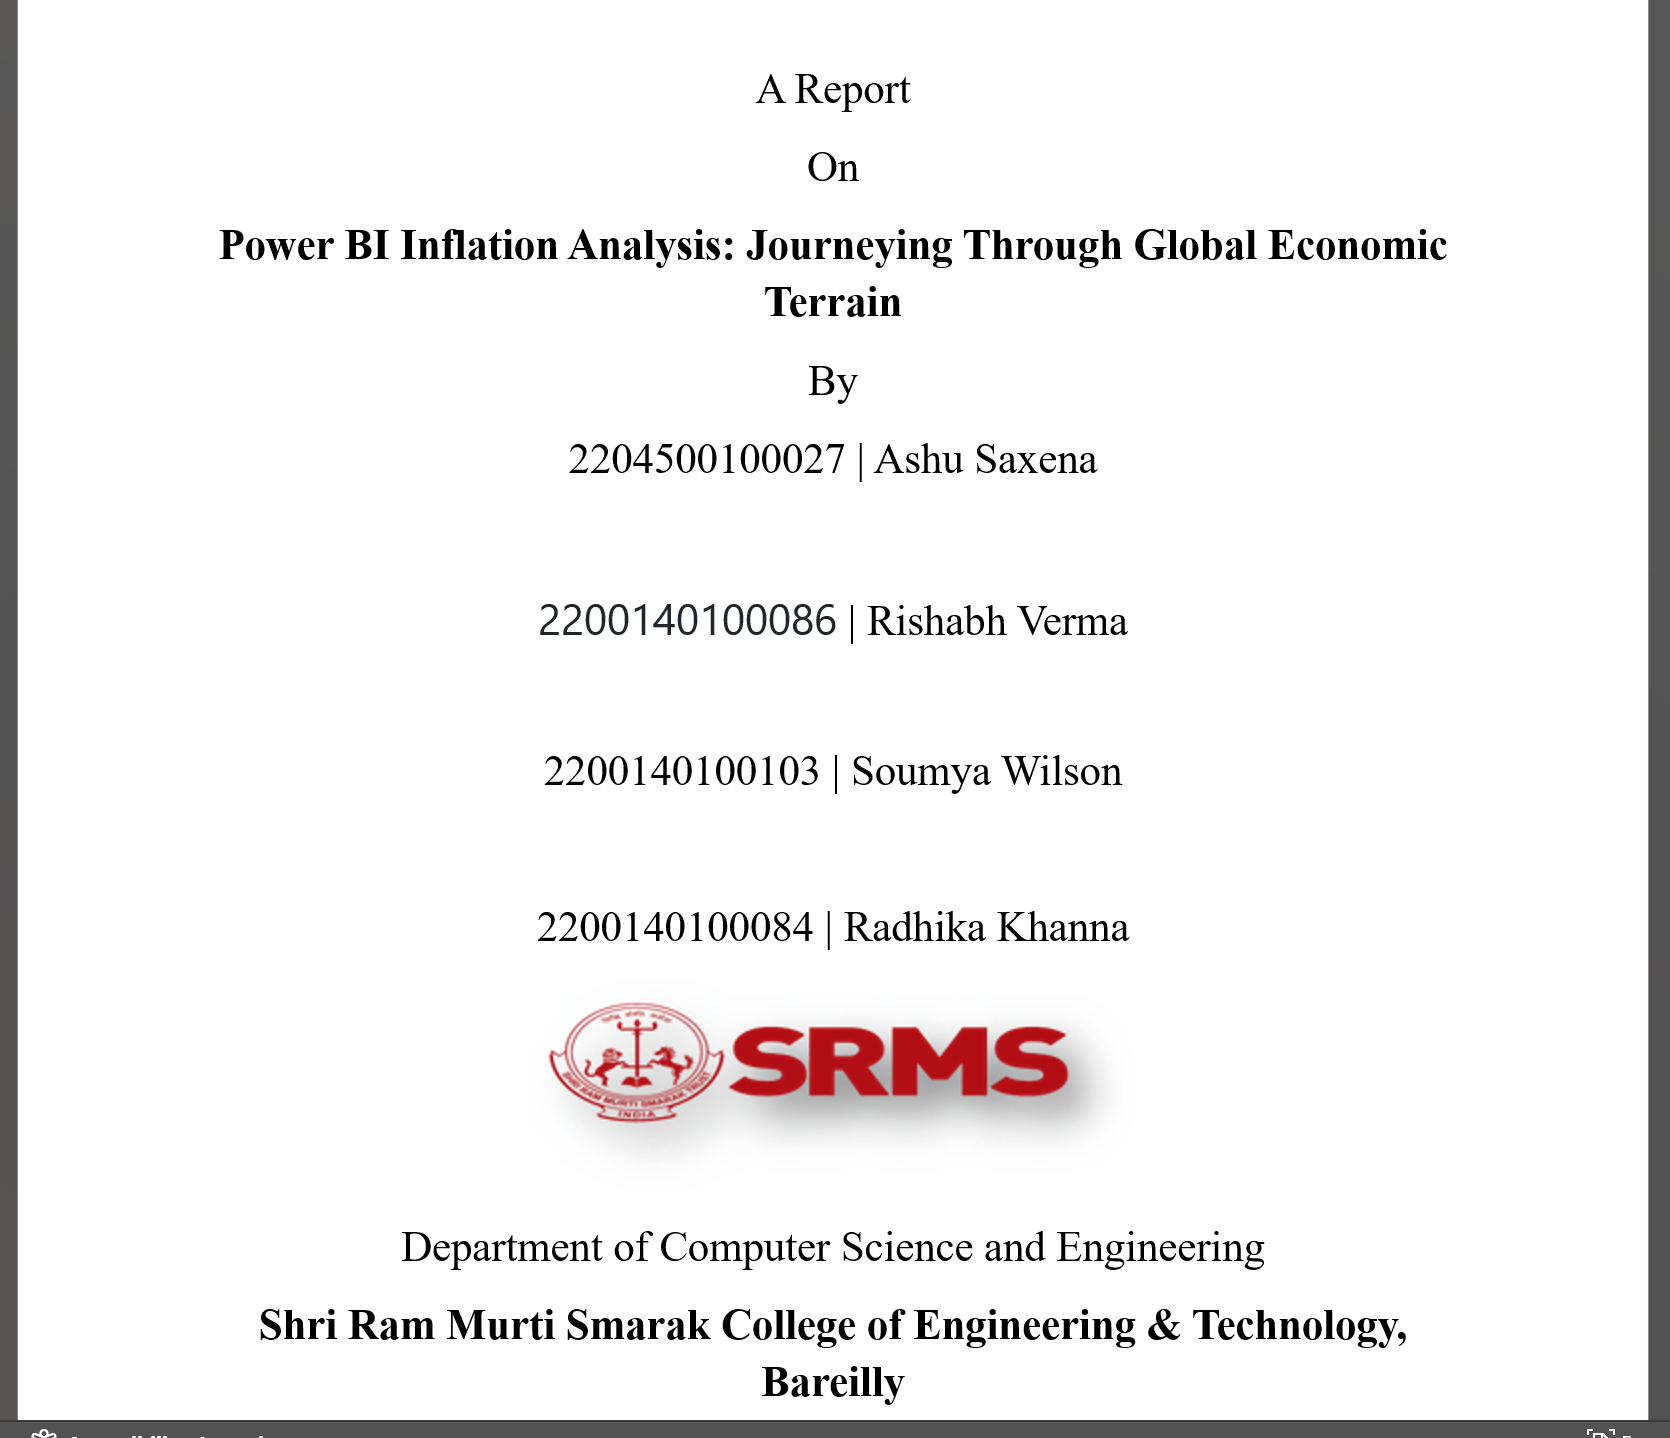 A Report
On
Power BI Inflation Analysis: Journeying Through Global Economic
Terrain
By
2204500100027 | Ashu Saxena
2200140100086 | Rishabh Verma
2200140100103 | Soumya Wilson
2200140100084 | Radhika Khanna
SRMS
SHRI RAM MURTI SMARAK TRUST
INDIA
Department of Computer Science and Engineering
Shri Ram Murti Smarak College of Engineering & Technology,
Bareilly